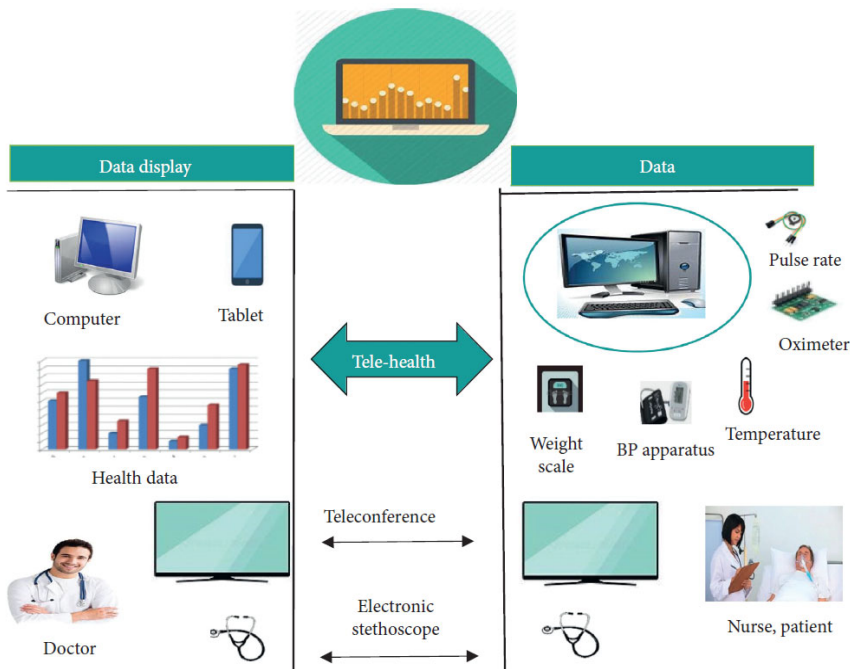 Data display
Data
Computer
Tablet
Pulse rate
Oximeter
Tele-health
Health data
Weight
scale
BP apparatus
Temperature
Teleconference
Electronic
stethoscope
Doctor
Nurse, patient